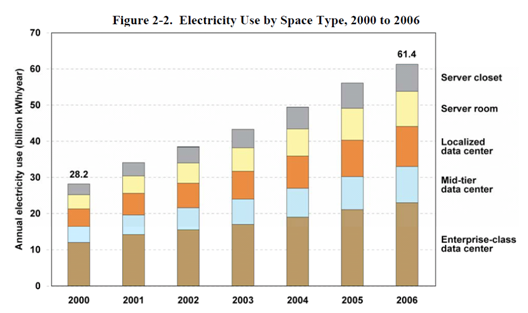 Figure 2-2. Electricity Use by Space Type, 2000 to 2006
Annual electricity use (billion kWh/year)
70
60
50
40
30
20
10
0
28.2
61.4
Server closet
Server room
Localized
data center
Mid-tier
data center
Enterprise-class
data center
2000 2001 2002 2003 2004 2005 2006